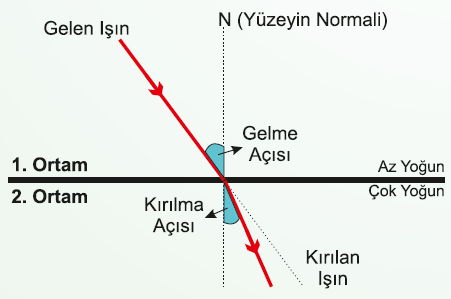 N (Yüzeyin Normali)
Gelen Işın
Gelme
Açısı
1. Ortam
Az Yoğun
2. Ortam
Çok Yoğun
Kırılma
Açısı
Kırılan
Işın